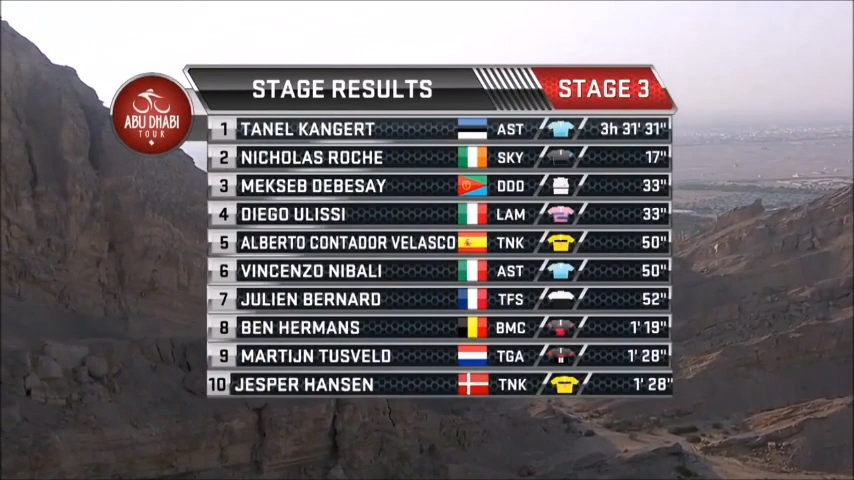 STAGE RESULTS STAGE 3
ABU DHABI
TOUR
1 TANEL KANGERT AST 3h 31' 31"
2 NICHOLAS ROCHE SKY 17"
3 MEKSEB DEBESAY DDD 33"
4 DIEGO ULISSI LAM 33"
5 ALBERTO CONTADOR VELASCO TNK 50"
6 VINCENZO NIBALI AST 50"
7 JULIEN BERNARD TFS 52"
8 BEN HERMANS BMC 1' 19"
9 MARTIJN TUSVELD TGA 1' 28"
10 JESPER HANSEN TNK 1' 28"